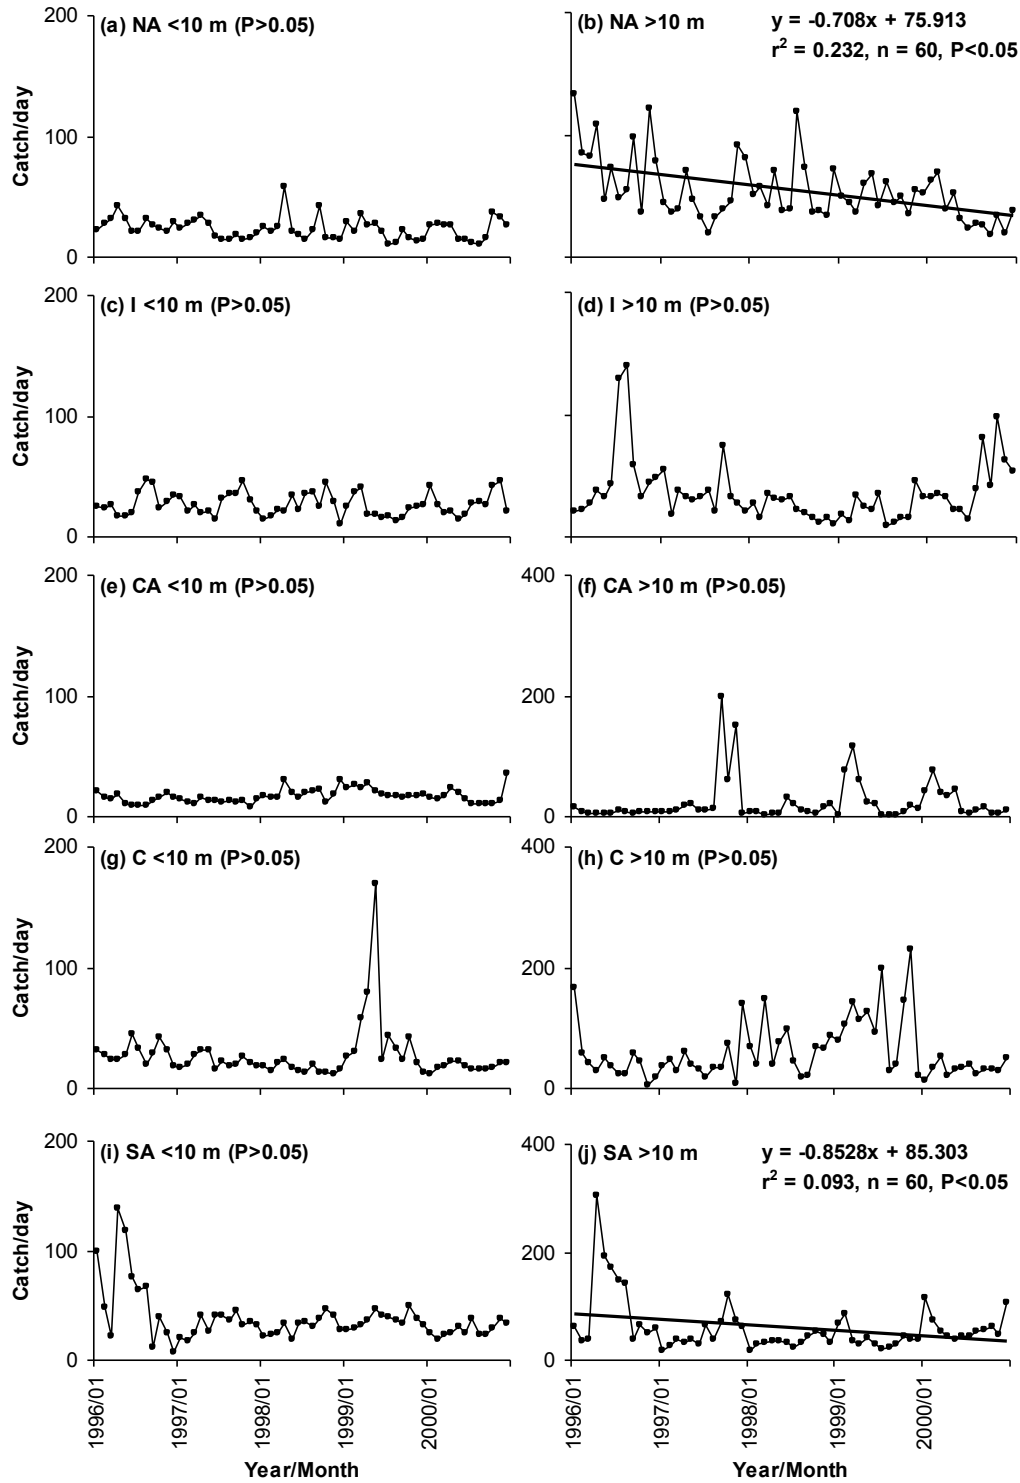 (a) NA <10 m (P>0.05)
200
100
0
Catch/day
(b) NA >10 m
y = -0.708x + 75.913
r² = 0.232, n = 60, P<0.05
(c) I <10 m (P>0.05)
200
100
0
Catch/day
(d) I >10 m (P>0.05)
(e) CA <10 m (P>0.05)
200
100
0
Catch/day
(f) CA >10 m (P>0.05)
400
200
0
(g) C <10 m (P>0.05)
200
100
0
Catch/day
(h) C >10 m (P>0.05)
400
200
0
(i) SA <10 m (P>0.05)
200
100
0
Catch/day
1996/01
1997/01
1998/01
1999/01
2000/01
Year/Month
(j) SA >10 m
y = -0.8528x + 85.303
r² = 0.093, n = 60, P<0.05
400
200
0
1996/01
1997/01
1998/01
1999/01
2000/01
Year/Month